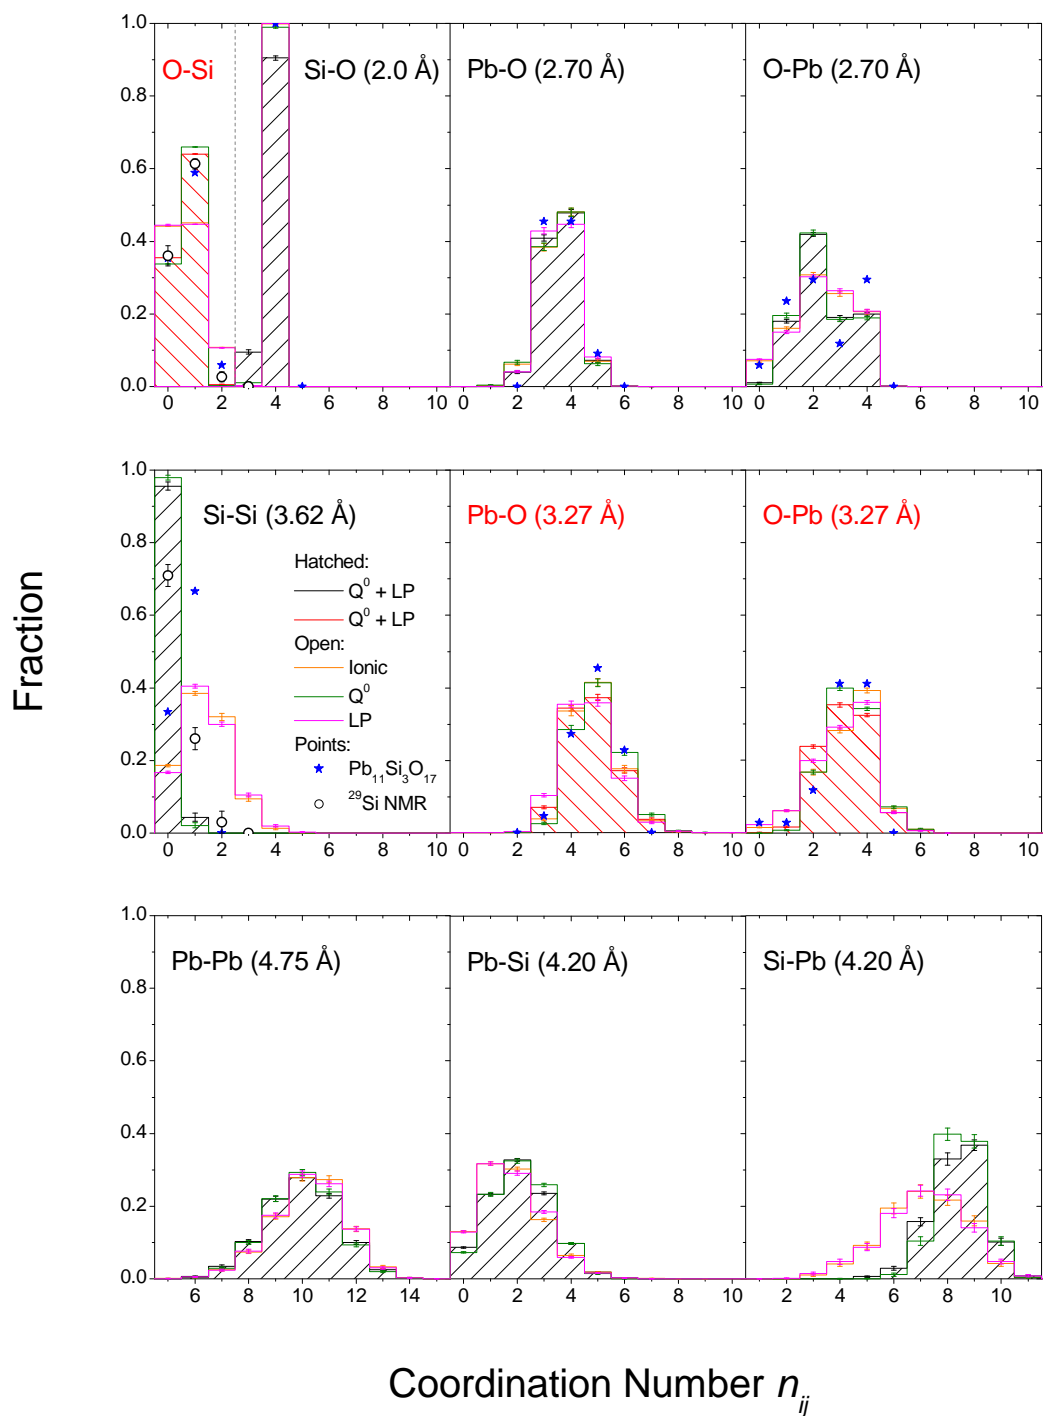 O-Si
Si-O (2.0 Å)
Pb-O (2.70 Å)
O-Pb (2.70 Å)
1.0
0.8
0.6
0.4
0.2
0.0
0 2 4 6 8 10
0 2 4 6 8 10
0 2 4 6 8 10
Si-Si (3.62 Å)
Pb-O (3.27 Å)
O-Pb (3.27 Å)
Hatched:
Q⁰ + LP
Q⁰ + LP
Open:
Ionic
Q⁰
LP
Points:
Pb₁₁Si₃O₁₇
²⁹Si NMR
1.0
0.8
0.6
0.4
0.2
0.0
0 2 4 6 8 10
0 2 4 6 8 10
0 2 4 6 8 10
Fraction
Pb-Pb (4.75 Å)
Pb-Si (4.20 Å)
Si-Pb (4.20 Å)
1.0
0.8
0.6
0.4
0.2
0.0
6 8 10 12 14
0 2 4 6 8 10
2 4 6 8 10
Coordination Number n_ij